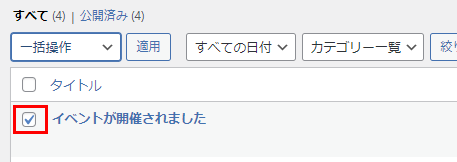 すべて (4) | 公開済み (4)
一括操作 適用 すべての日付 カテゴリー一覧
タイトル
イベントが開催されました